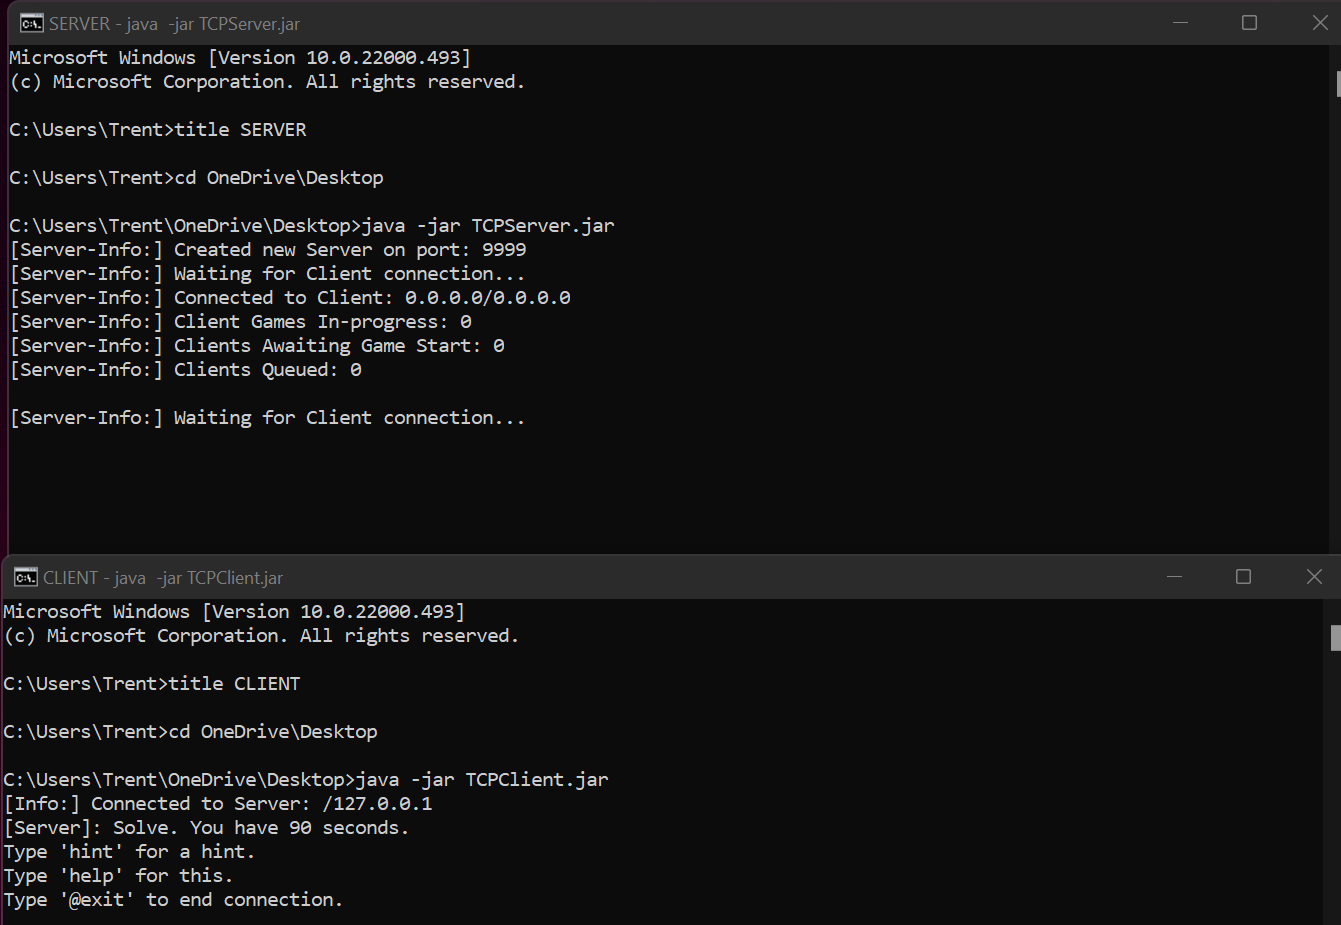 SERVER - java  -jar TCPServer.jar
Microsoft Windows [Version 10.0.22000.493]
(c) Microsoft Corporation. All rights reserved.
C:\Users\Trent>title SERVER
C:\Users\Trent>cd OneDrive\Desktop
C:\Users\Trent\OneDrive\Desktop>java -jar TCPServer.jar
[Server-Info:] Created new Server on port: 9999
[Server-Info:] Waiting for Client connection...
[Server-Info:] Connected to Client: 0.0.0.0/0.0.0.0
[Server-Info:] Client Games In-progress: 0
[Server-Info:] Clients Awaiting Game Start: 0
[Server-Info:] Clients Queued: 0
[Server-Info:] Waiting for Client connection...
CLIENT - java  -jar TCPClient.jar
Microsoft Windows [Version 10.0.22000.493]
(c) Microsoft Corporation. All rights reserved.
C:\Users\Trent>title CLIENT
C:\Users\Trent>cd OneDrive\Desktop
C:\Users\Trent\OneDrive\Desktop>java -jar TCPClient.jar
[Info:] Connected to Server: /127.0.0.1
[Server]: Solve. You have 90 seconds.
Type 'hint' for a hint.
Type 'help' for this.
Type '@exit' to end connection.